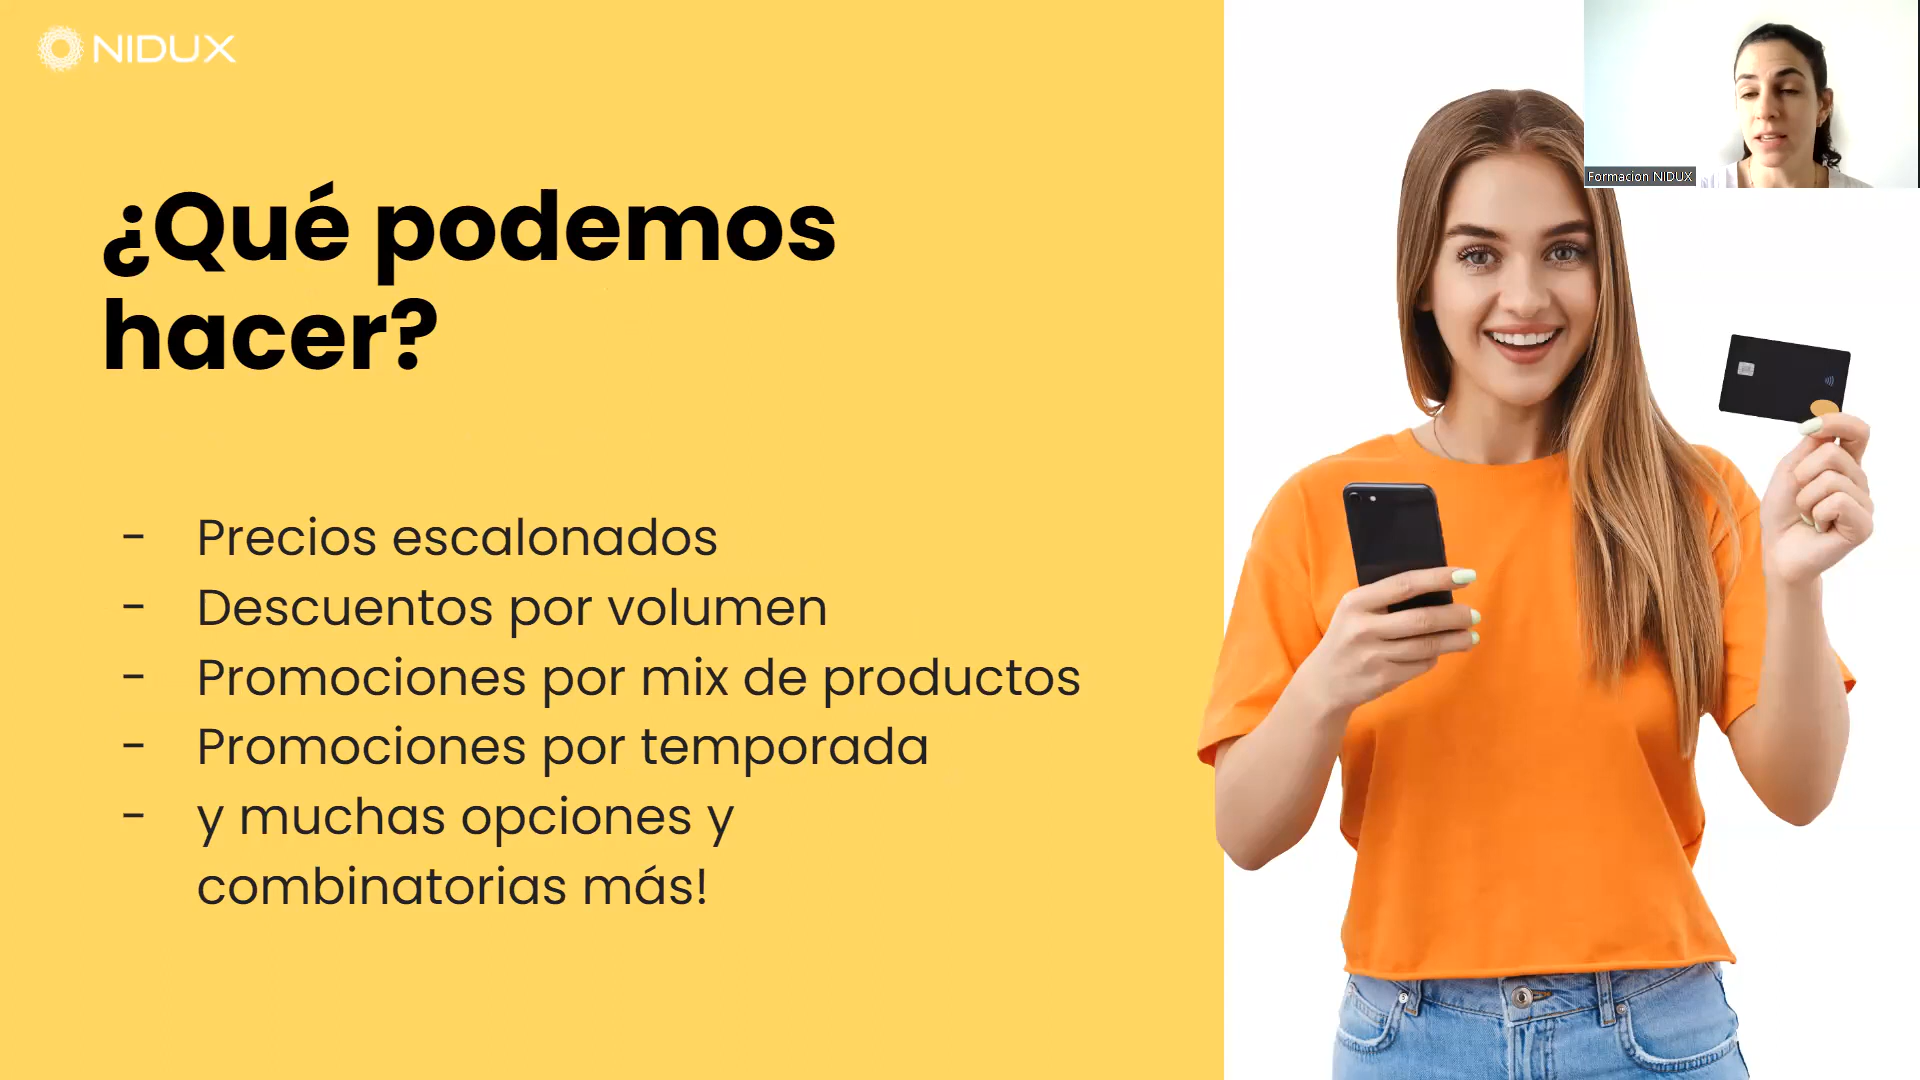 NIDUX
¿Qué podemos
hacer?
- Precios escalonados
- Descuentos por volumen
- Promociones por mix de productos
- Promociones por temporada
- y muchas opciones y
combinatorias más!
Formacion NIDUX